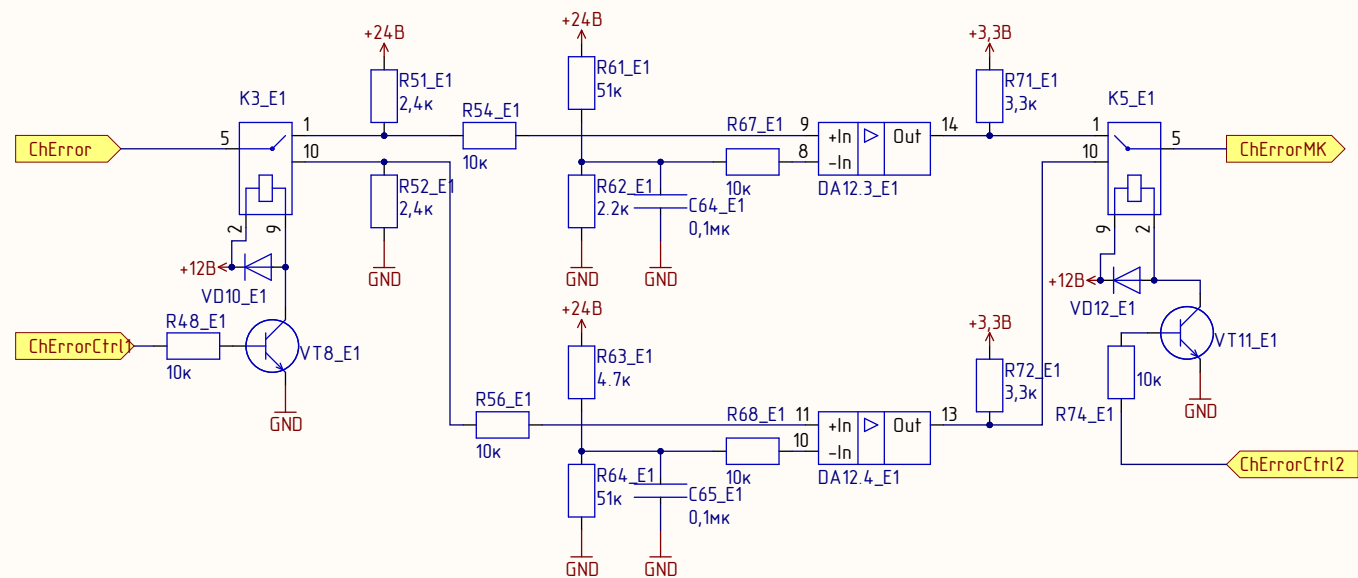 +24В
+24В
+3,3В
R51_E1
2,4к
R61_E1
51к
R71_E1
3,3к
K3_E1
K5_E1
R54_E1
10к
R67_E1
ChError
5
1
10
9
+In
Out
14
8
-In
10к
DA12.3_E1
1
10
5
ChErrorMK
R52_E1
2,4к
R62_E1
2.2к
C64_E1
0,1мк
2
9
9
2
GND
GND
GND
+12В
VD10_E1
+12В
VD12_E1
ChErrorCtrl1
R48_E1
10к
VT8_E1
GND
+24В
R63_E1
4.7к
+3,3В
R72_E1
3,3к
VT11_E1
10к
R74_E1
GND
R56_E1
10к
R68_E1
11
+In
Out
13
10
-In
10к
DA12.4_E1
ChErrorCtrl2
R64_E1
51к
C65_E1
0,1мк
GND
GND